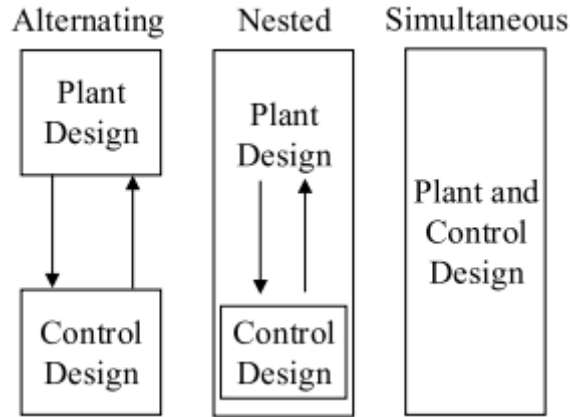 Alternating
Nested
Simultaneous
Plant
Design
Control
Design
Plant
Design
Control
Design
Plant and
Control
Design